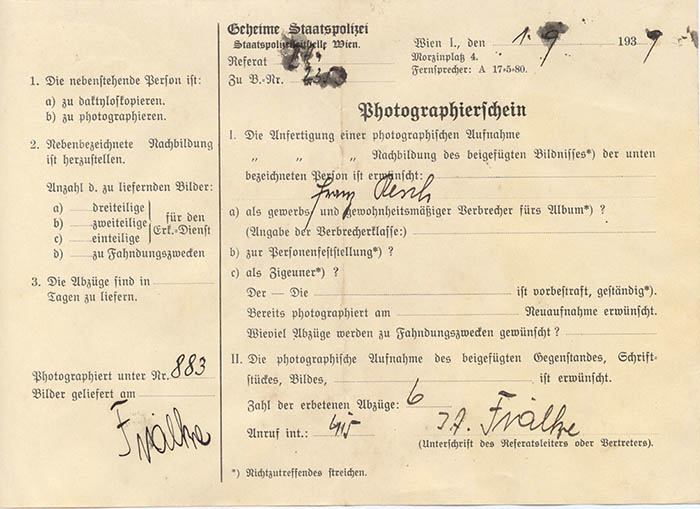 Geheime Staatspolizei
Staatspolizeileitstelle Wien.
Referat
Zu B.-Nr.
Wien I., den 1. 9 1939
Morzinplatz 4.
Fernsprecher: A 17-5-80.
1. Die nebenstehende Person ist:
a) zu daktyloskopieren.
b) zu photographieren.
2. Nebenbezeichnete Nachbildung
ist herzustellen.
Anzahl d. zu liefernden Bilder:
a) dreiteilige
b) zweiteilige
c) einteilige
für den
Erk.-Dienst
d) zu Fahndungszwecken
3. Die Abzüge sind in
Tagen zu liefern.
Photographiert unter Nr. 883
Bilder geliefert am
Photographierschein
I. Die Anfertigung einer photographischen Aufnahme
„ „ „ Nachbildung des beigefügten Bildnisses*) der unten
bezeichneten Person ist erwünscht:
Franz Resch
a) als gewerbs- und gewohnheitsmäßiger Verbrecher fürs Album*) ?
(Angabe der Verbrecherklasse:)
b) zur Personenfeststellung*) ?
c) als Zigeuner*) ?
Der — Die ist vorbestraft, geständig*).
Bereits photographiert am Neuaufnahme erwünscht.
Wieviel Abzüge werden zu Fahndungszwecken gewünscht ?
II. Die photographische Aufnahme des beigefügten Gegenstandes, Schrift-
stückes, Bildes, ist erwünscht.
Zahl der erbetenen Abzüge: 6
Anruf int.:
(Unterschrift des Referatsleiters oder Vertreters).
*) Nichtzutreffendes streichen.